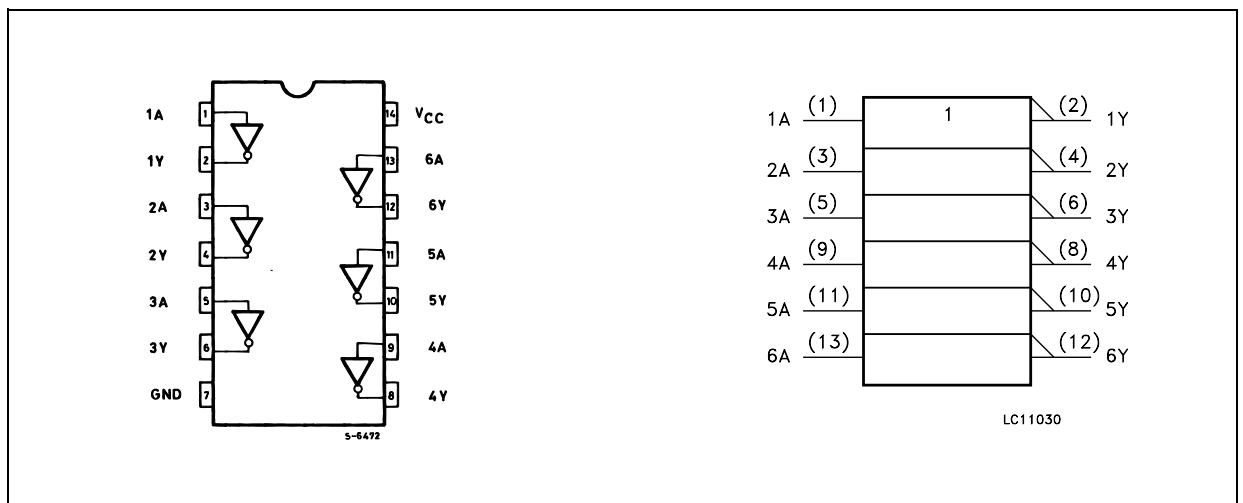 1A 1 14 VCC
1Y 2 13 6A
2A 3 12 6Y
2Y 4 11 5A
3A 5 10 5Y
3Y 6 9 4A
GND 7 8 4Y
S-6472
1A (1) 1 (2) 1Y
2A (3) (4) 2Y
3A (5) (6) 3Y
4A (9) (8) 4Y
5A (11) (10) 5Y
6A (13) (12) 6Y
LC11030